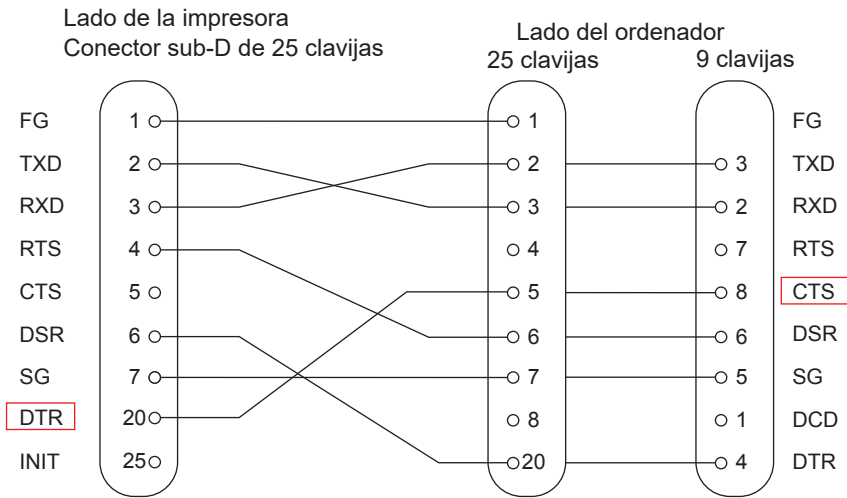 Lado de la impresora
Conector sub-D de 25 clavijas
Lado del ordenador
25 clavijas 9 clavijas
FG 1 1 FG
TXD 2 2 3 TXD
RXD 3 3 2 RXD
RTS 4 4 7 RTS
CTS 5 5 8 CTS
DSR 6 6 6 DSR
SG 7 7 5 SG
DTR 20 8 1 DCD
INIT 25 20 4 DTR